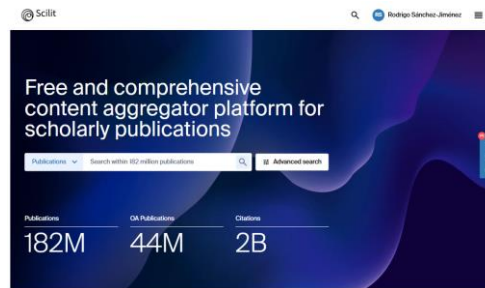 Scilit
RS Rodrigo Sánchez-Jiménez
Free and comprehensive
content aggregator platform for
scholarly publications
Publications
Search within 182 million publications
Advanced search
Publications
OA Publications
Citations
182M
44M
2B